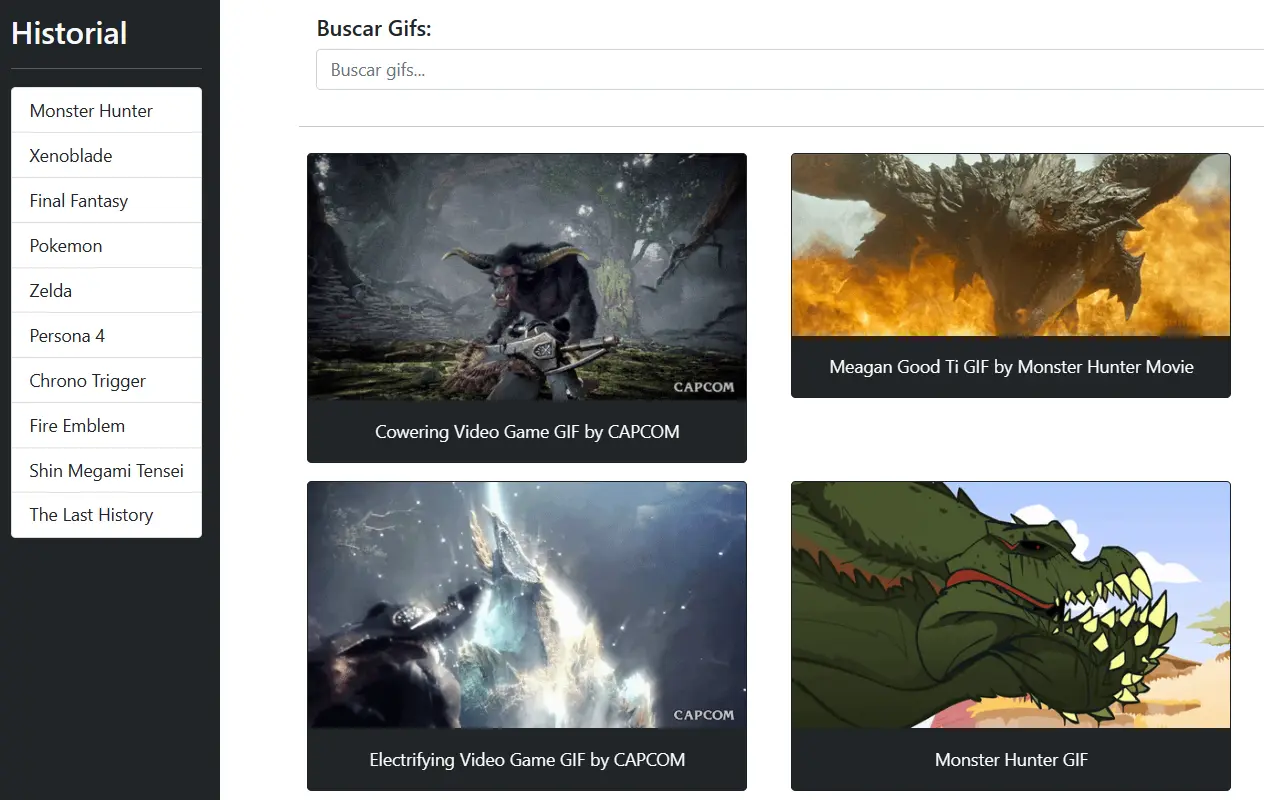 Historial
Monster Hunter
Xenoblade
Final Fantasy
Pokemon
Zelda
Persona 4
Chrono Trigger
Fire Emblem
Shin Megami Tensei
The Last History
Buscar Gifs:
Buscar gifs...
CAPCOM
Cowering Video Game GIF by CAPCOM
Meagan Good Ti GIF by Monster Hunter Movie
CAPCOM
Electrifying Video Game GIF by CAPCOM
Monster Hunter GIF